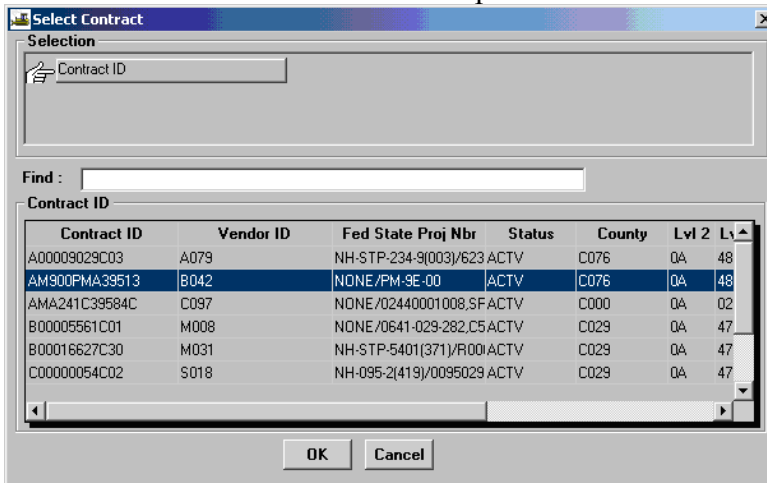 Select Contract
Selection
Contract ID
Find :
Contract ID
Contract ID Vendor ID Fed State Proj Nbr Status County Lvl 2 Lv
A00009029C03 A079 NH-STP-234-9(003)/623 ACTV C076 0A 48
AM900PMA39513 B042 NONE/PM-9E-00 ACTV C076 0A 48
AMA241C39584C C097 NONE/02440001008,SF ACTV C000 0A 02
B00005561C01 M008 NONE/0641-029-282,C5 ACTV C029 0A 47
B00016627C30 M031 NH-STP-5401(371)/R00 ACTV C029 0A 47
C00000054C02 S018 NH-095-2(419)/0095029 ACTV C029 0A 47
OK Cancel